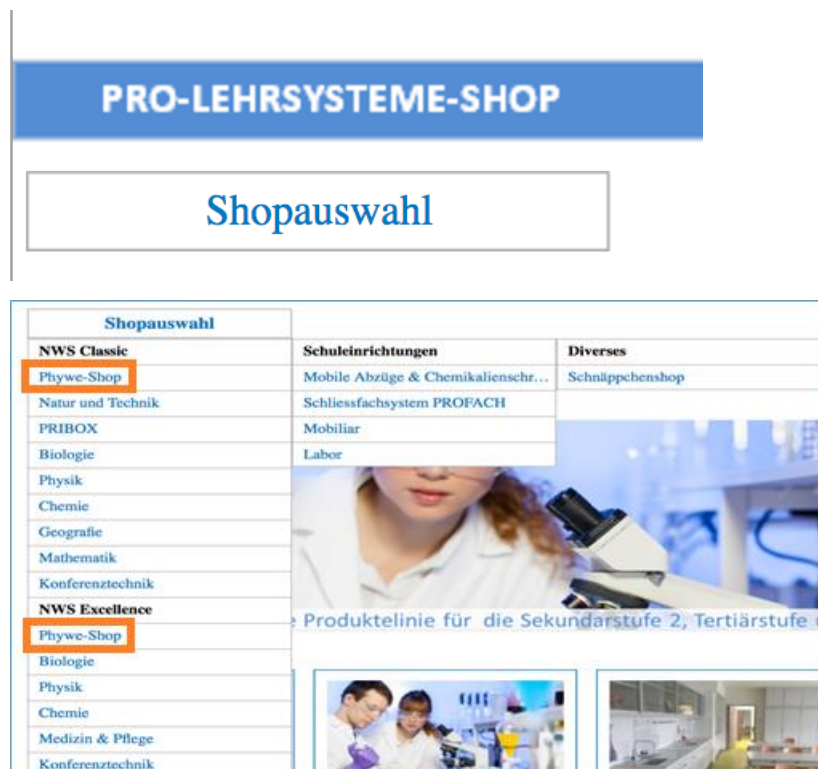 PRO-LEHRSYSTEME-SHOP
Shopauswahl
Shopauswahl
NWS Classic
Phywe-Shop
Natur und Technik
PRIBOX
Biologie
Physik
Chemie
Geografie
Mathematik
Konferenztechnik
NWS Excellence
Phywe-Shop
Biologie
Physik
Chemie
Medizin & Pflege
Konferenztechnik
Schuleinrichtungen
Mobile Abzüge & Chemikalienschr...
Schliessfachsystem PROFACH
Mobiliar
Labor
Diverses
Schnäppchenshop
Produktelinie für die Sekundarstufe 2, Tertiärstufe